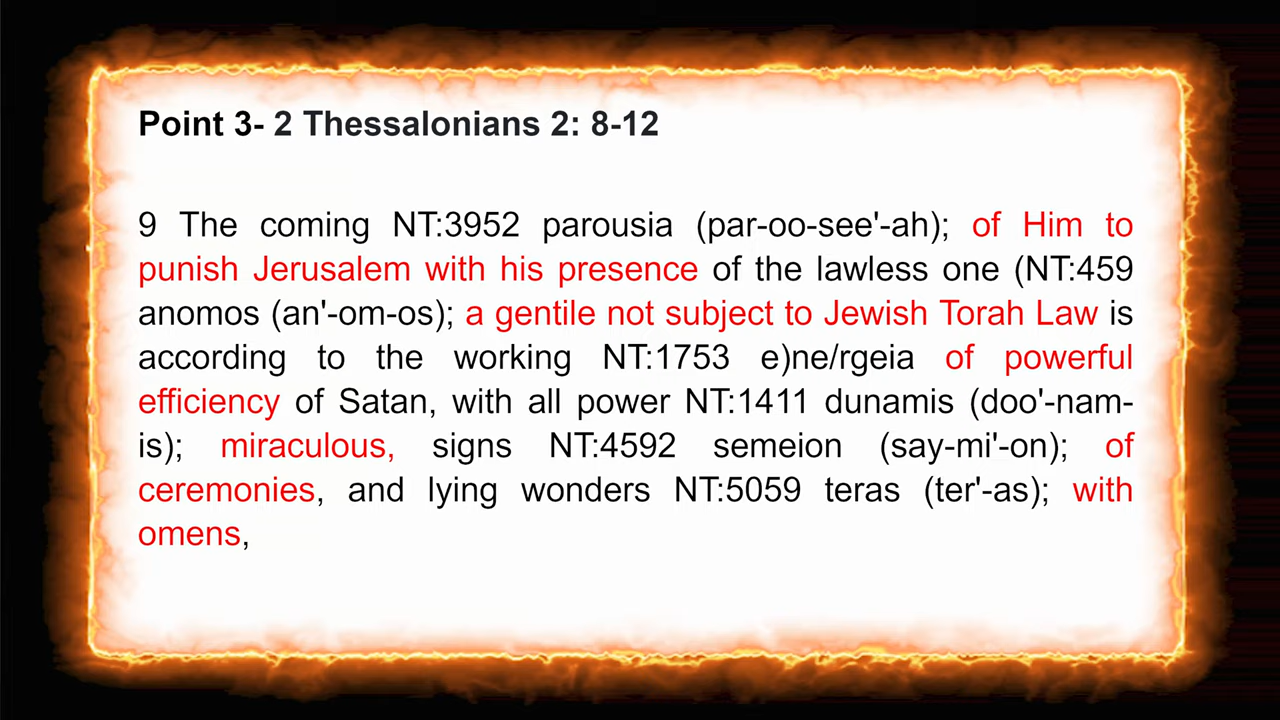 Point 3- 2 Thessalonians 2: 8-12
9 The coming NT:3952 parousia (par-oo-see'-ah); of Him to
punish Jerusalem with his presence of the lawless one (NT:459
anomos (an'-om-os); a gentile not subject to Jewish Torah Law is
according to the working NT:1753 e)ne/rgeia of powerful
efficiency of Satan, with all power NT:1411 dunamis (doo'-nam-
is); miraculous, signs NT:4592 semeion (say-mi'-on); of
ceremonies, and lying wonders NT:5059 teras (ter'-as); with
omens,